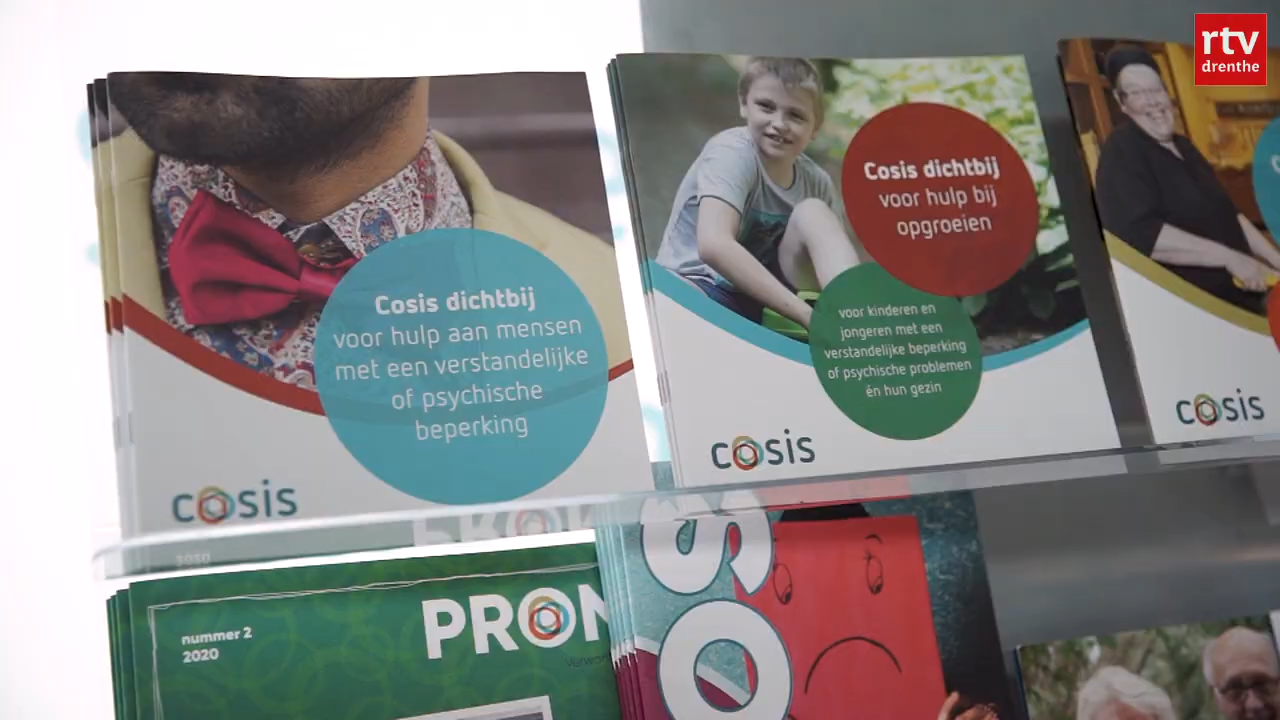 rtv
drenthe
Cosis dichtbij
voor hulp aan mensen
met een verstandelijke
of psychische
beperking
cosis
Cosis dichtbij
voor hulp bij
opgroeien
voor kinderen en
jongeren met een
verstandelijke beperking
of psychische problemen
én hun gezin
cosis
cosis
nummer 2
2020
PRON